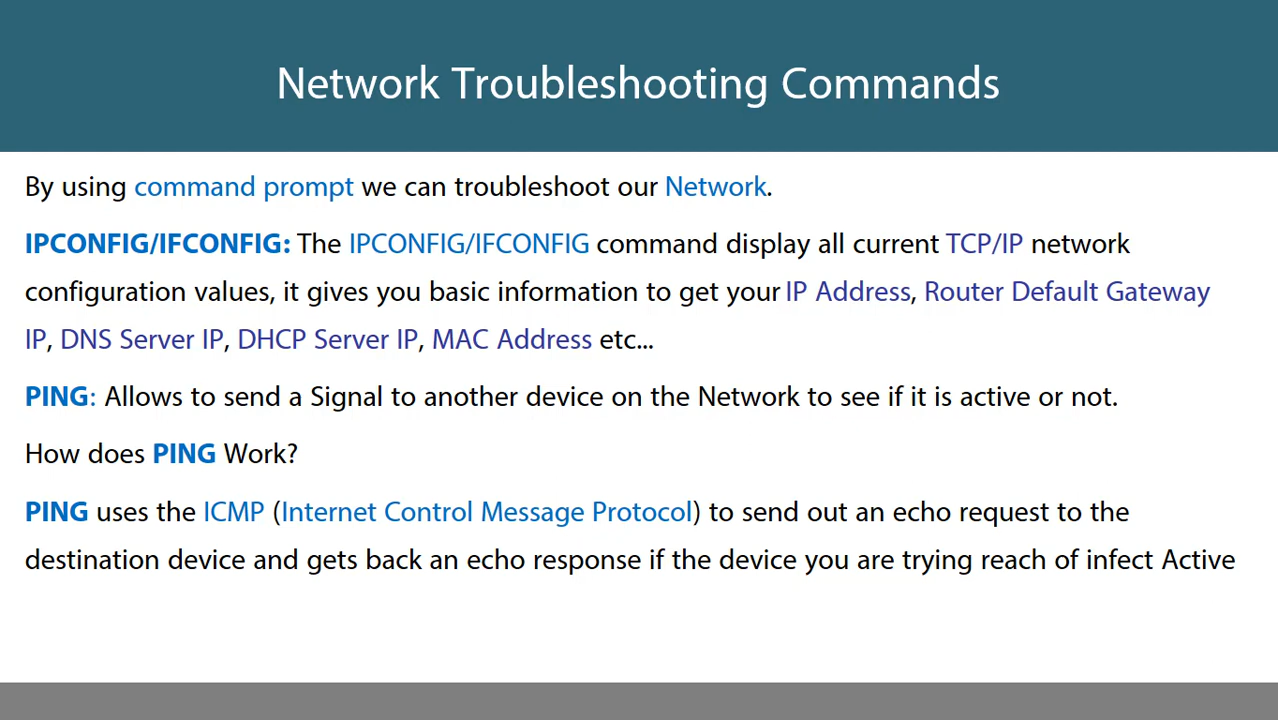 Network Troubleshooting Commands
By using command prompt we can troubleshoot our Network.
IPCONFIG/IFCONFIG: The IPCONFIG/IFCONFIG command display all current TCP/IP network
configuration values, it gives you basic information to get your IP Address, Router Default Gateway
IP, DNS Server IP, DHCP Server IP, MAC Address etc...
PING: Allows to send a Signal to another device on the Network to see if it is active or not.
How does PING Work?
PING uses the ICMP (Internet Control Message Protocol) to send out an echo request to the
destination device and gets back an echo response if the device you are trying reach of infect Active